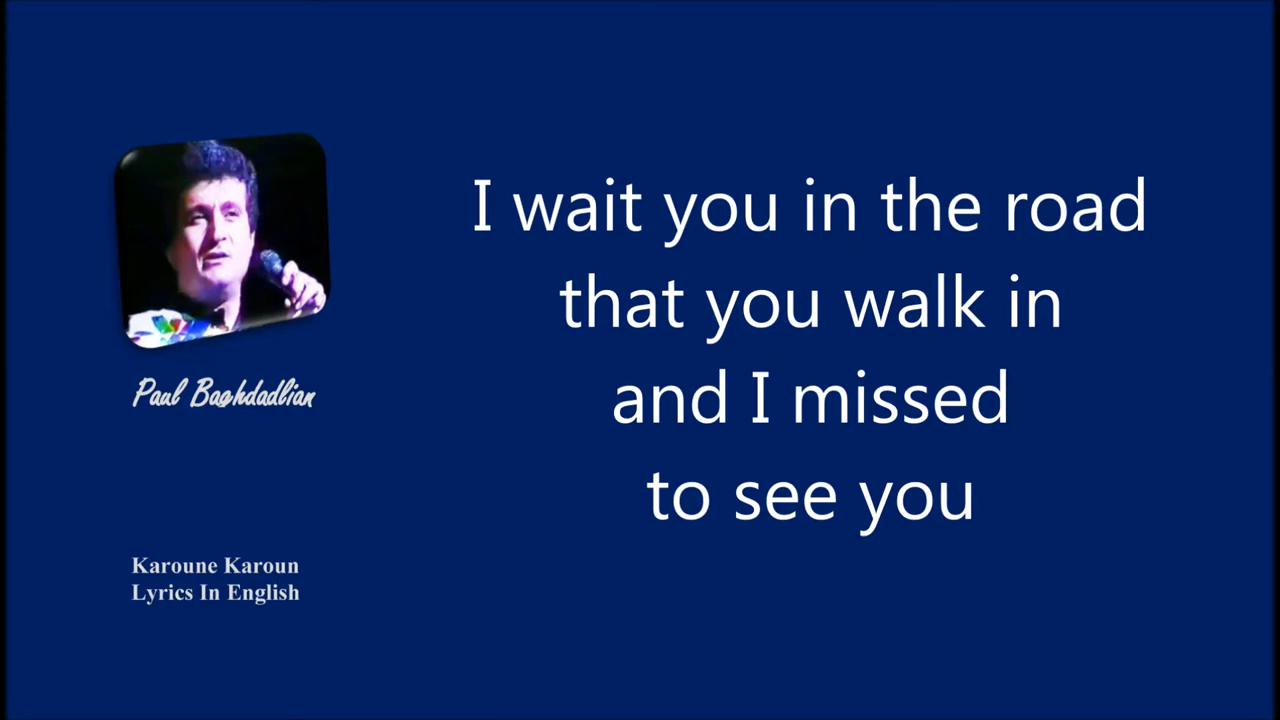 I wait you in the road
that you walk in
and I missed
to see you
Paul Baghdadlian
Karoune Karoun
Lyrics In English